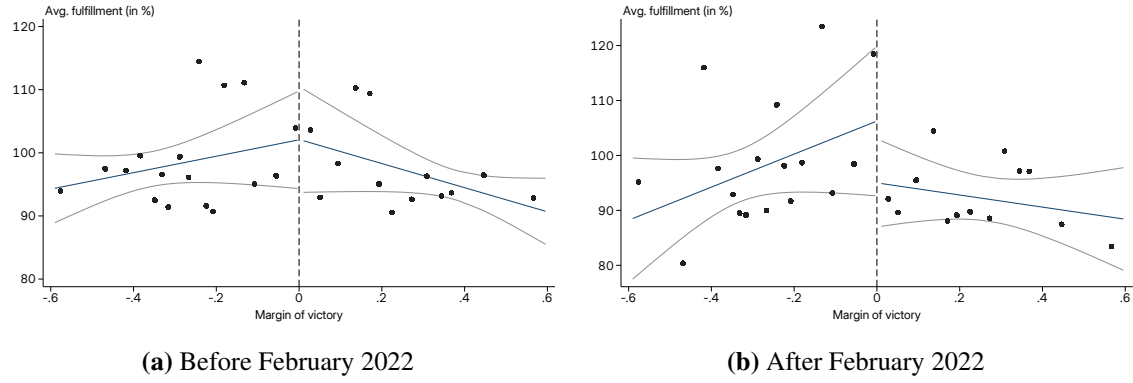 Avg. fulfillment (in %)
120
110
100
90
80
-.6 -.4 -.2 0 .2 .4 .6
Margin of victory
(a) Before February 2022
Avg. fulfillment (in %)
120
110
100
90
80
-.6 -.4 -.2 0 .2 .4 .6
Margin of victory
(b) After February 2022